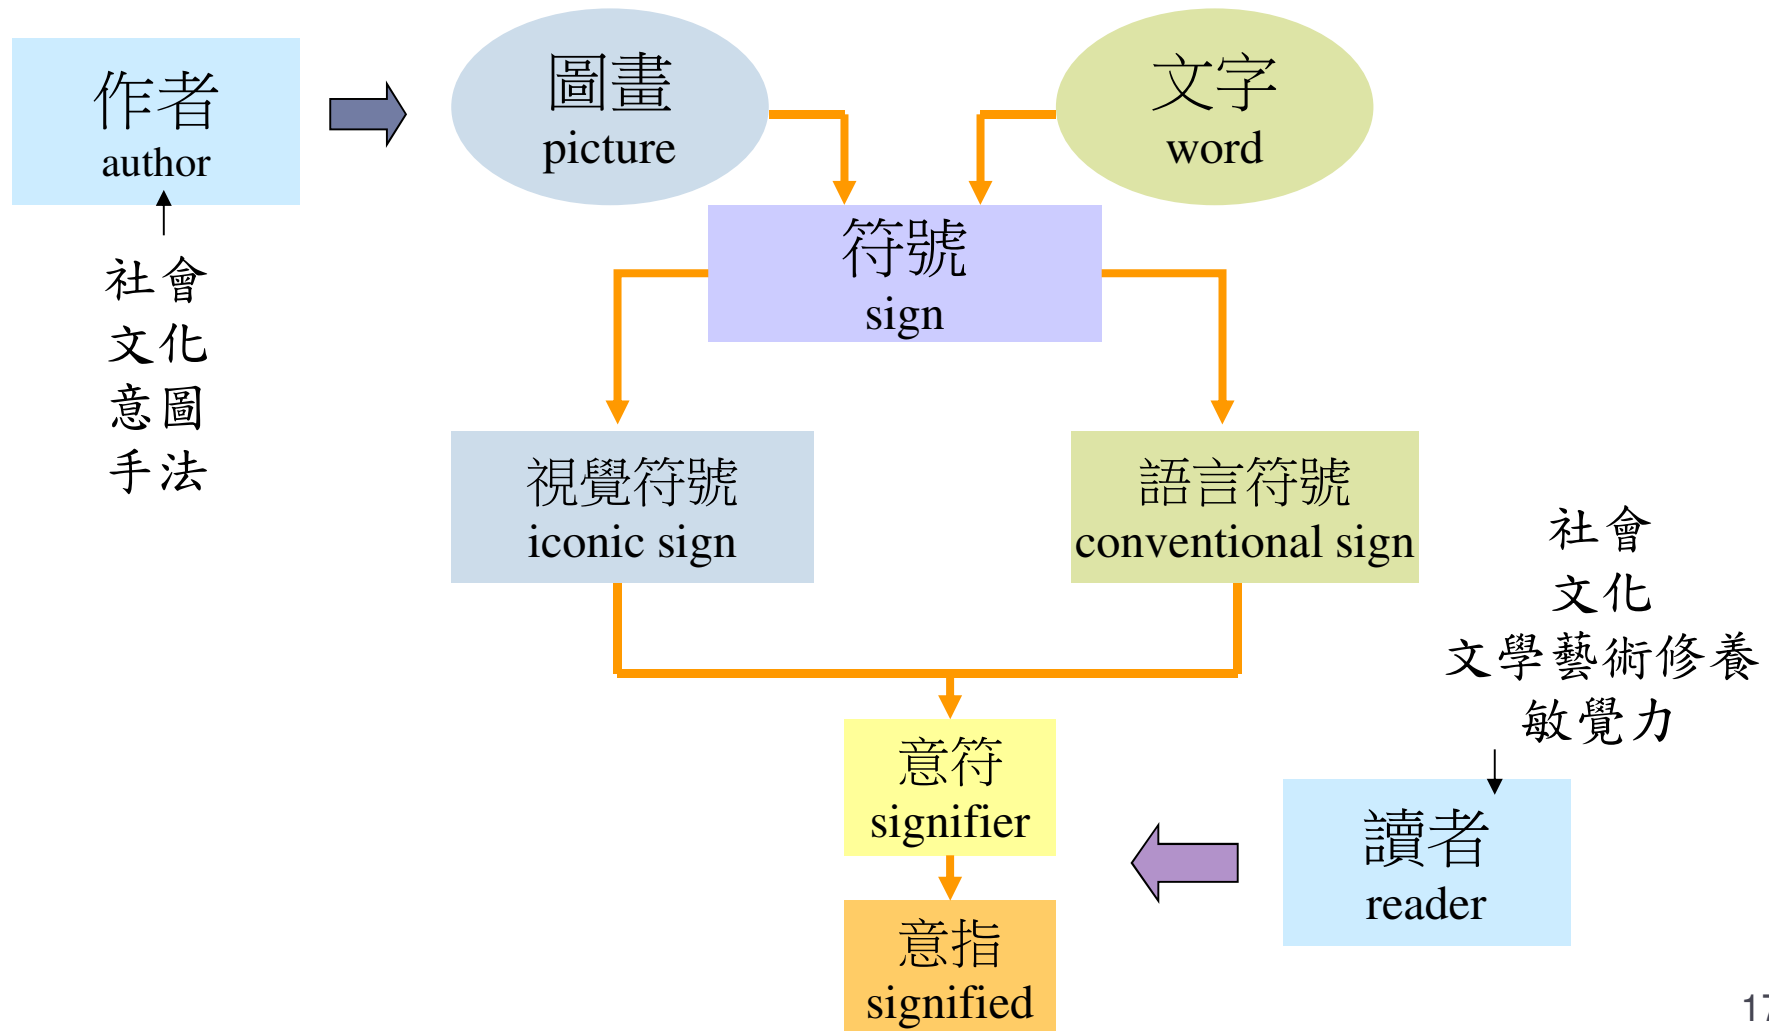 作者
author
社會
文化
意圖
手法
圖畫
picture
文字
word
符號
sign
視覺符號
iconic sign
語言符號
conventional sign
意符
signifier
意指
signified
社會
文化
文學藝術修養
敏覺力
讀者
reader
17